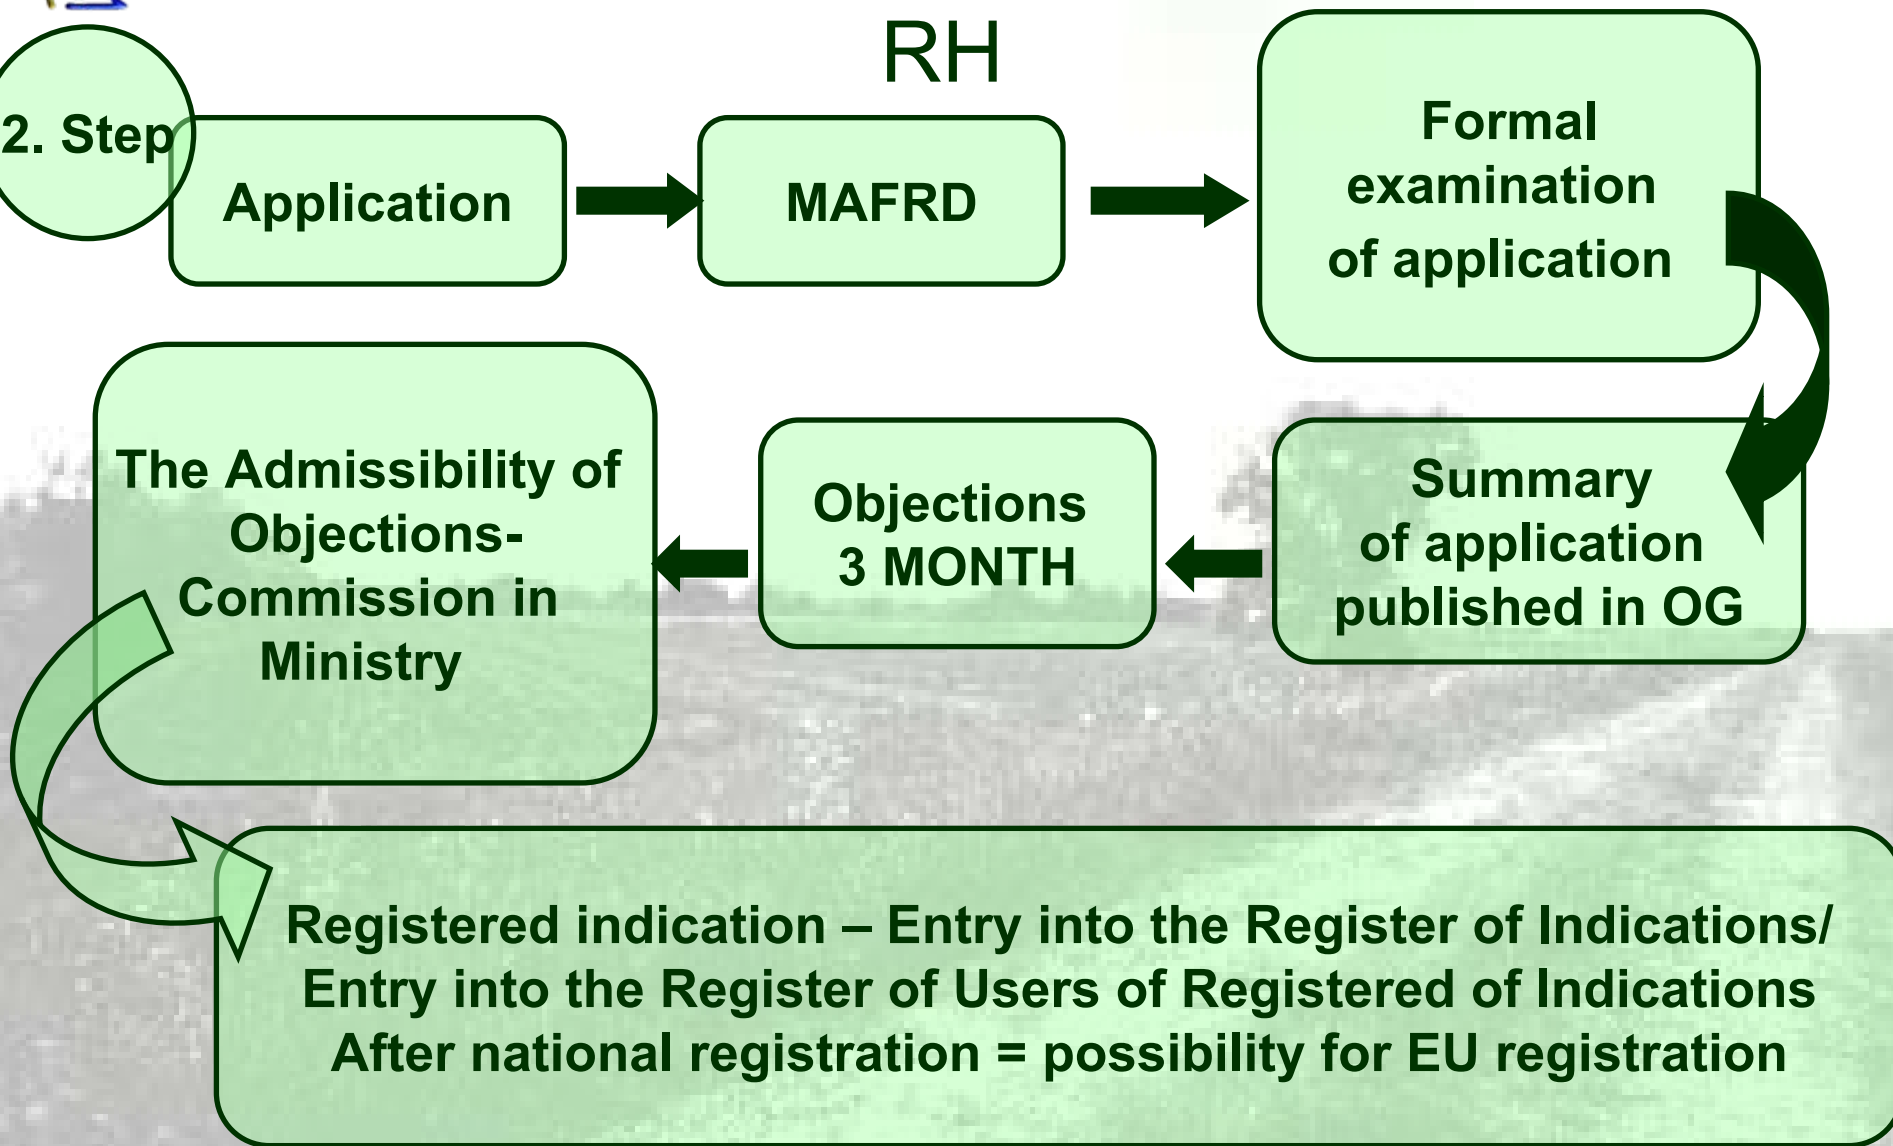 RH
2. Step
Application
MAFRD
Formal
examination
of application
Summary
of application
published in OG
Objections
3 MONTH
The Admissibility of
Objections-
Commission in
Ministry
Registered indication – Entry into the Register of Indications/
Entry into the Register of Users of Registered of Indications
After national registration = possibility for EU registration